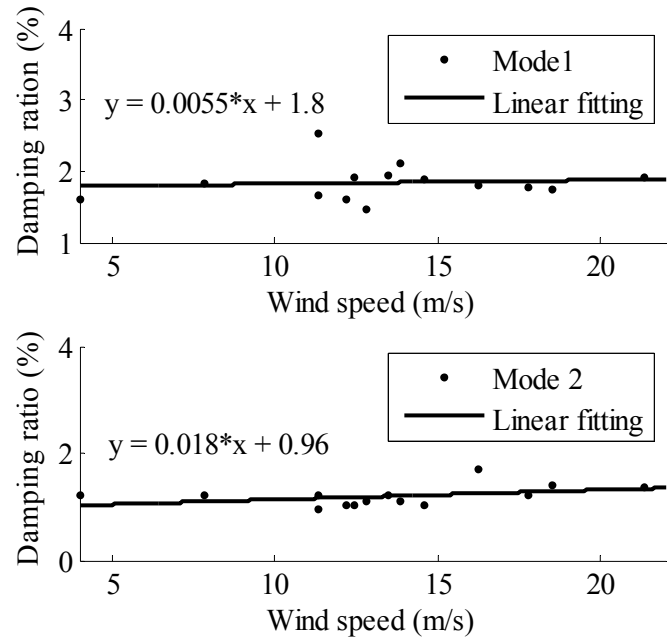 Damping ration (%)
4
3
2
1
Mode1
Linear fitting
y = 0.0055*x + 1.8
5
10
15
20
Wind speed (m/s)
Damping ratio (%)
4
2
0
Mode 2
Linear fitting
y = 0.018*x + 0.96
5
10
15
20
Wind speed (m/s)